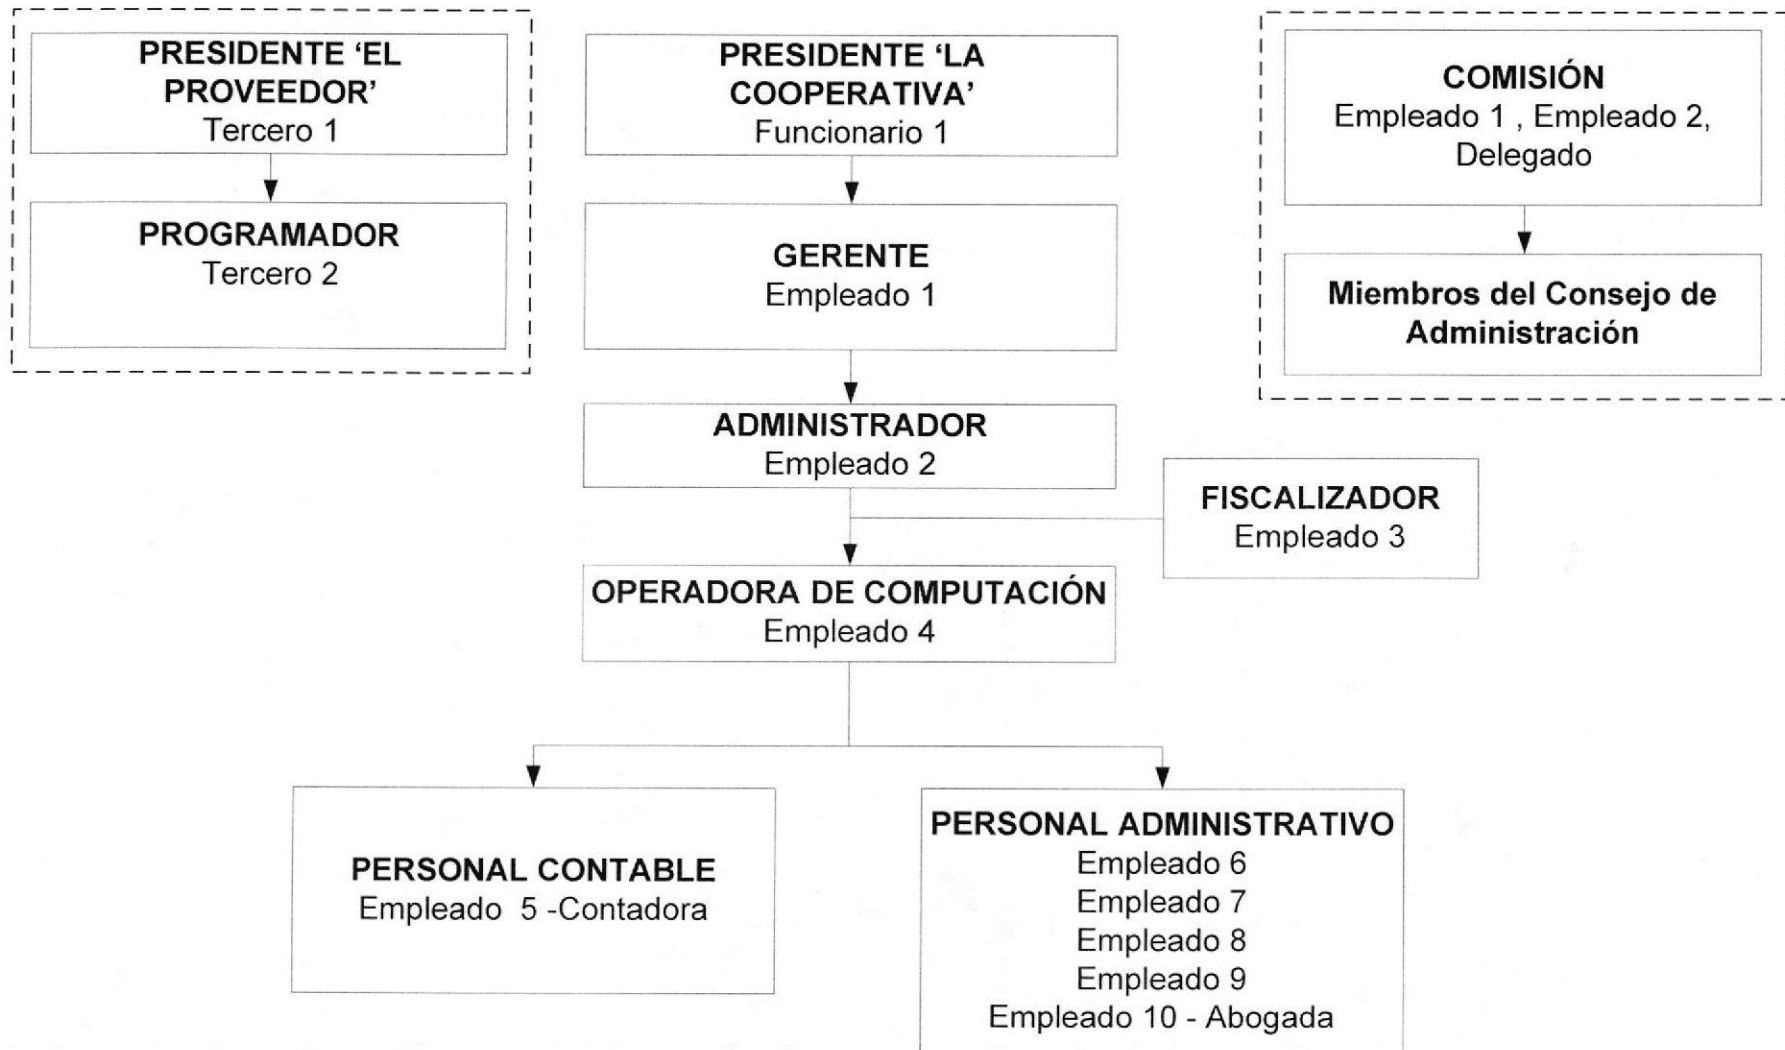 PRESIDENTE ‘EL
PROVEEDOR’
Tercero 1
PROGRAMADOR
Tercero 2
PRESIDENTE ‘LA
COOPERATIVA’
Funcionario 1
GERENTE
Empleado 1
ADMINISTRADOR
Empleado 2
COMISIÓN
Empleado 1 , Empleado 2,
Delegado
Miembros del Consejo de
Administración
FISCALIZADOR
Empleado 3
OPERADORA DE COMPUTACIÓN
Empleado 4
PERSONAL CONTABLE
Empleado 5 -Contadora
PERSONAL ADMINISTRATIVO
Empleado 6
Empleado 7
Empleado 8
Empleado 9
Empleado 10 - Abogada